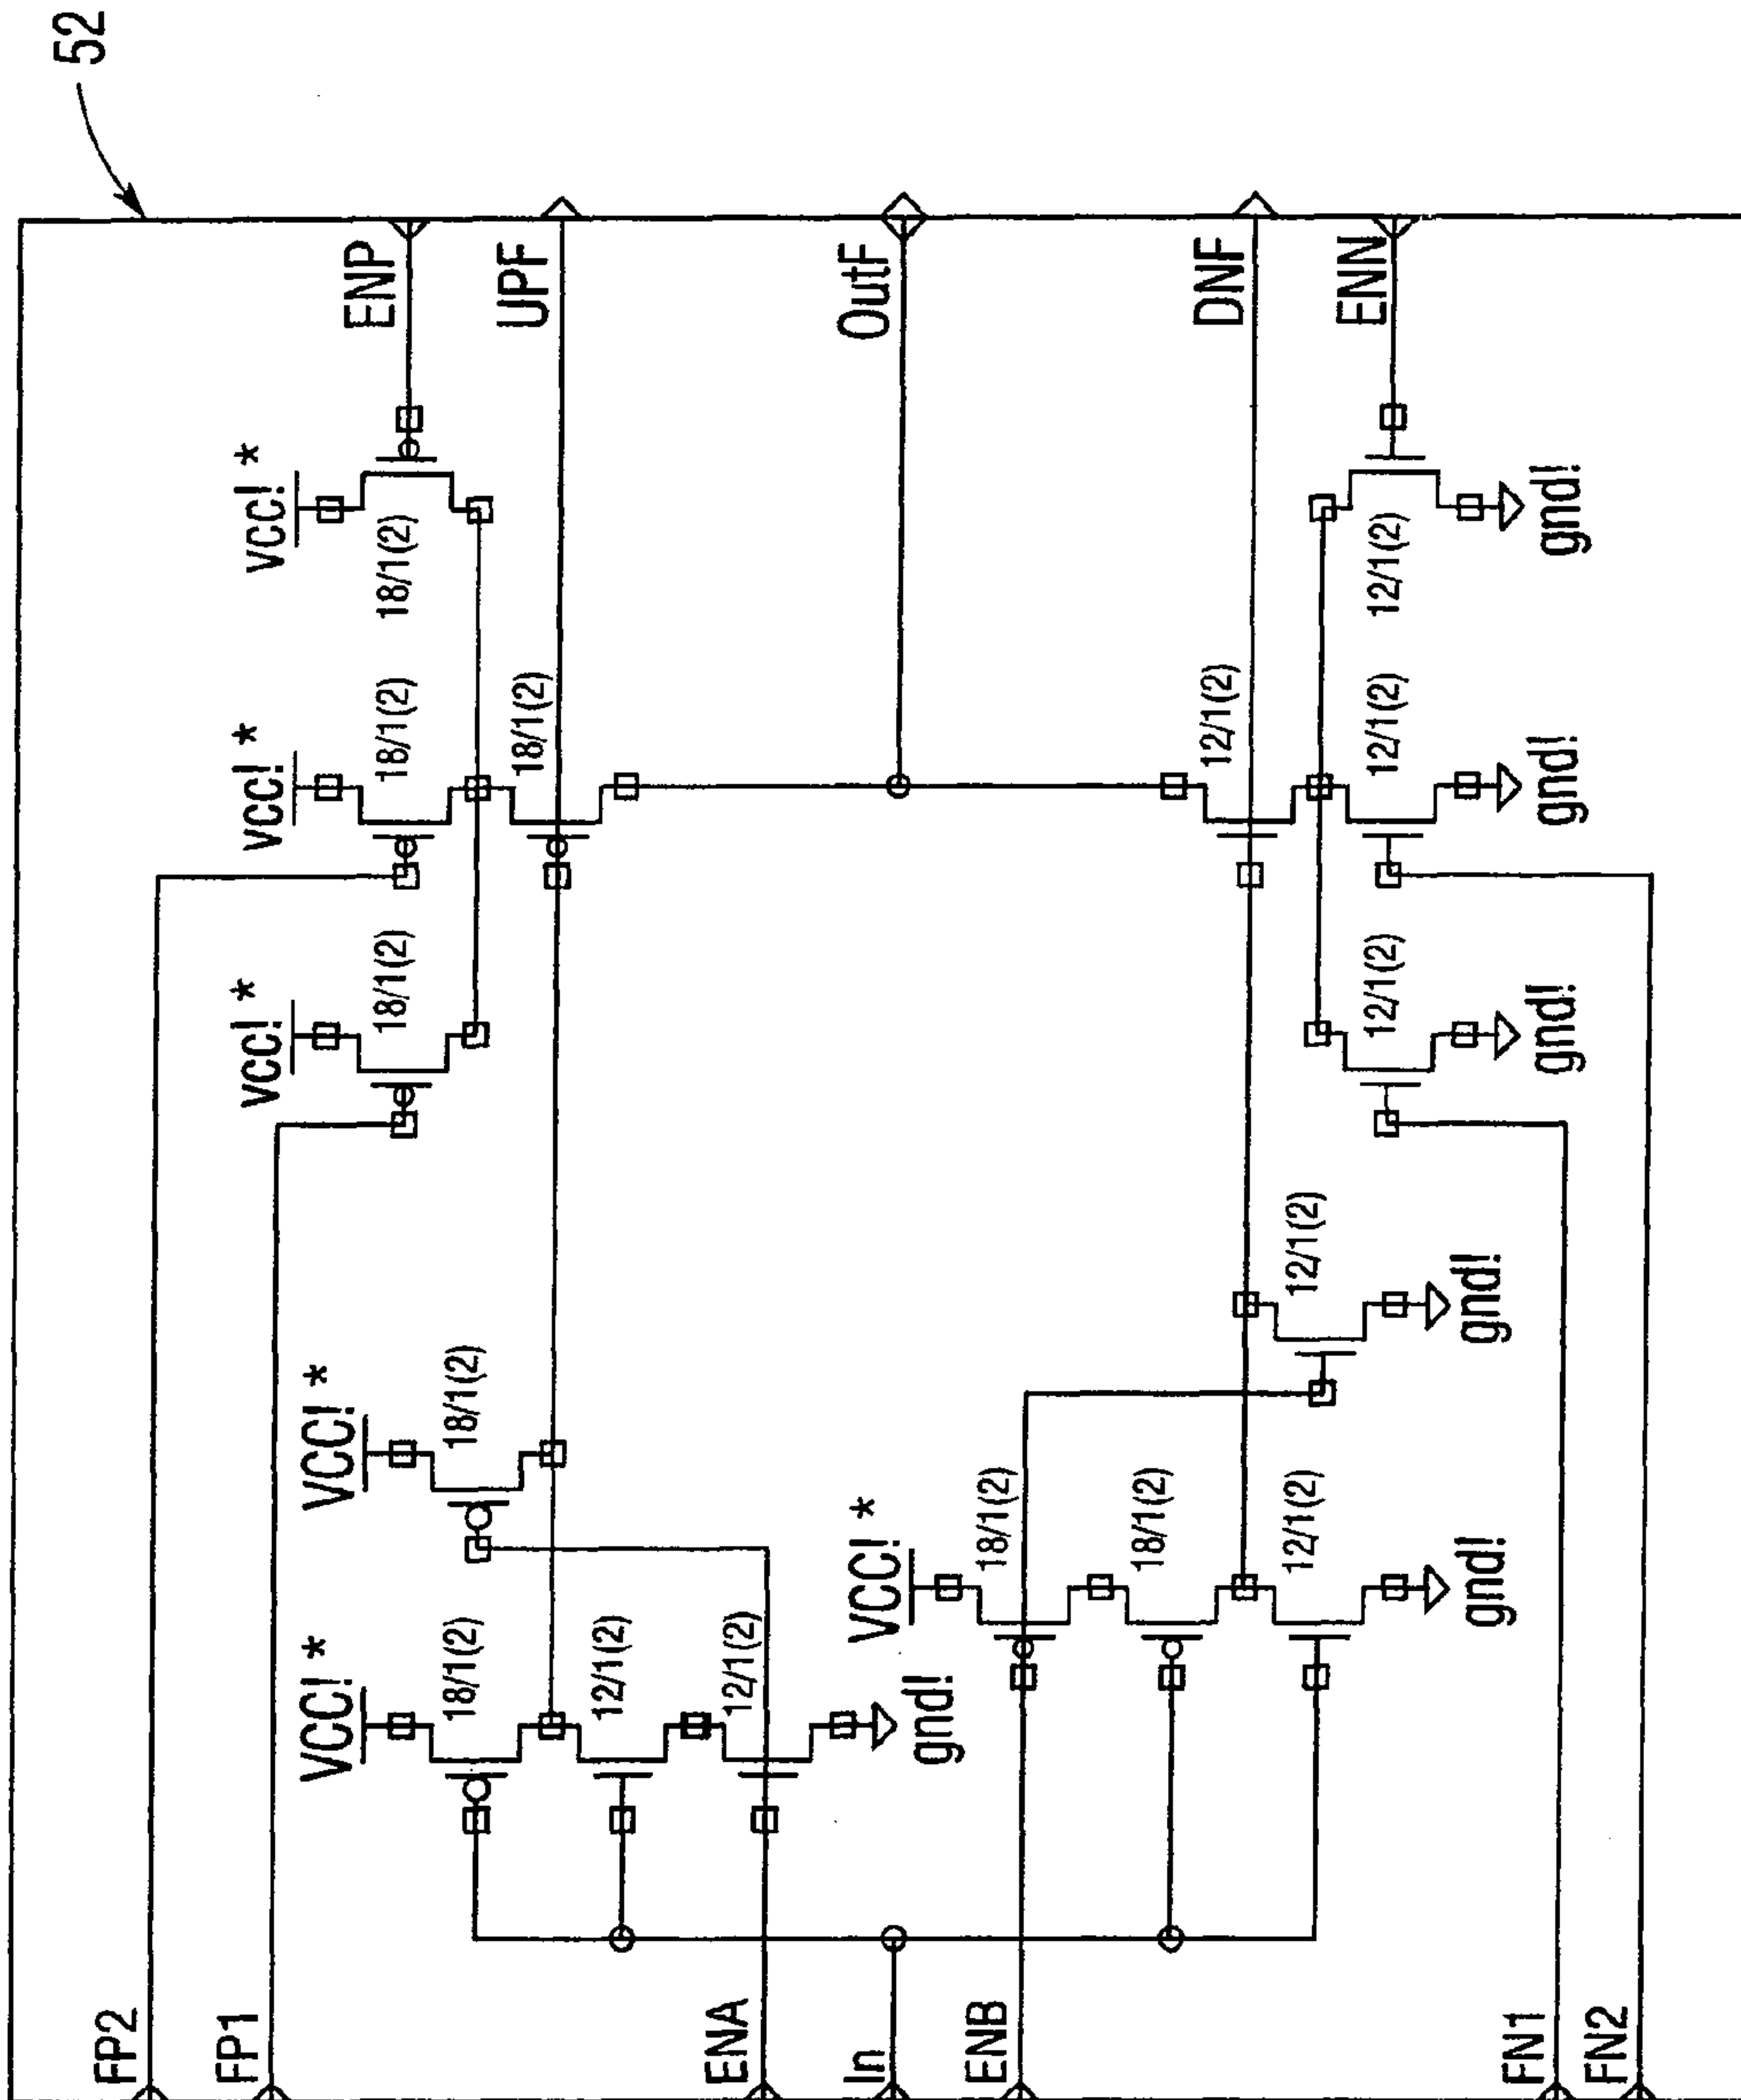 52
FP2
FP1
ENA
In
ENB
FN1
FN2
VCC! *
18/1(2)
12/1(2)
12/1(2)
gnd!
VCC! *
18/1(2)
VCC! *
18/1(2)
18/1(2)
12/1(2)
gnd!
12/1(2)
gnd!
vcc! *
18/1(2)
vcc! *
18/1(2)
18/1(2)
vcc! *
18/1(2)
12/1(2)
gnd!
12/1(2)
12/1(2)
gnd!
12/1(2)
gnd!
ENP
UPF
OutF
DNF
ENN